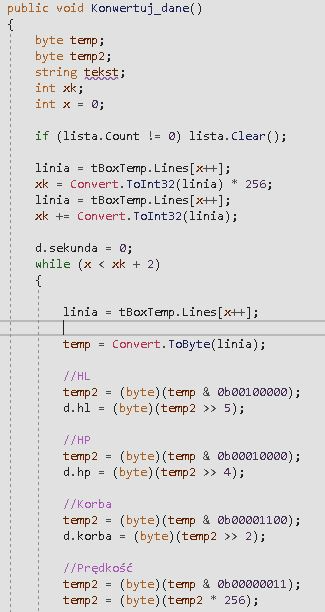 public void Konwertuj_dane()
{
byte temp;
byte temp2;
string tekst;
int xk;
int x = 0;
if (lista.Count != 0) lista.Clear();
linia = tBoxTemp.Lines[x++];
xk = Convert.ToInt32(linia) * 256;
linia = tBoxTemp.Lines[x++];
xk += Convert.ToInt32(linia);
d.sekunda = 0;
while (x < xk + 2)
{
linia = tBoxTemp.Lines[x++];
temp = Convert.ToByte(linia);
//HL
temp2 = (byte)(temp & 0b00100000);
d.hl = (byte)(temp2 >> 5);
//HP
temp2 = (byte)(temp & 0b00010000);
d.hp = (byte)(temp2 >> 4);
//Korba
temp2 = (byte)(temp & 0b00001100);
d.korba = (byte)(temp2 >> 2);
//Prędkość
temp2 = (byte)(temp & 0b00000011);
temp2 = (byte)(temp2 * 256);